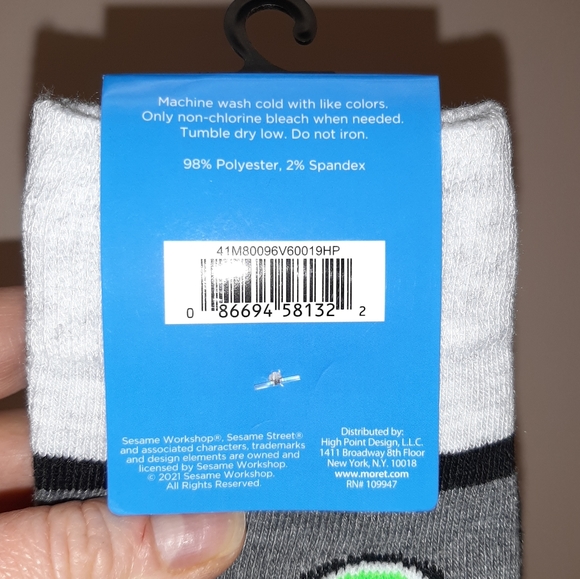 Machine wash cold with like colors.
Only non-chlorine bleach when needed.
Tumble dry low. Do not iron.
98% Polyester, 2% Spandex
41M80096V60019HP
0 86694 58132 2
Sesame Workshop®, Sesame Street®
and associated characters, trademarks
and design elements are owned and
licensed by Sesame Workshop.
© 2021 Sesame Workshop.
All Rights Reserved.
Distributed by:
High Point Design, L.L.C.
1411 Broadway 8th Floor
New York, N.Y. 10018
www.moret.com
RN# 109947